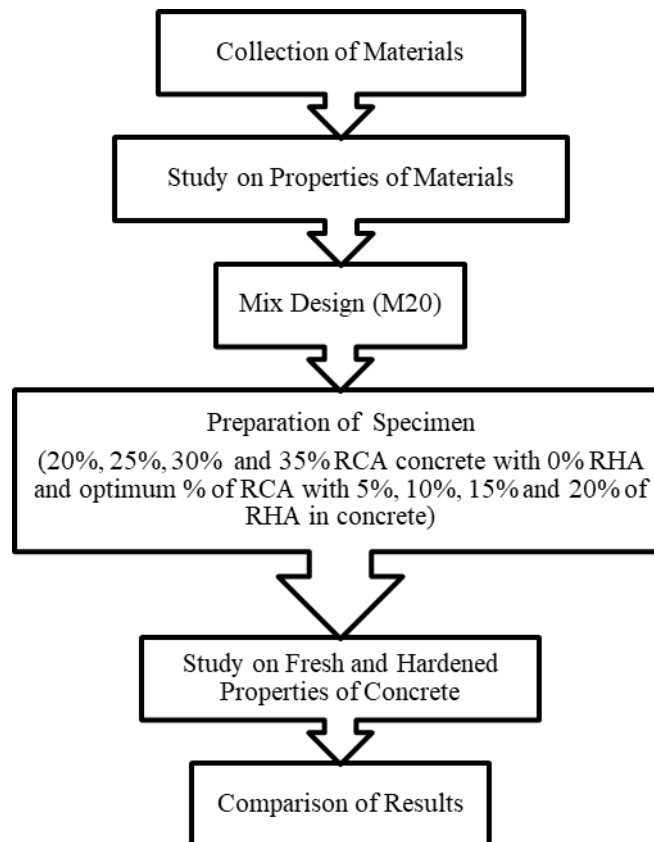 Collection of Materials
Study on Properties of Materials
Mix Design (M20)
Preparation of Specimen
(20%, 25%, 30% and 35% RCA concrete with 0% RHA
and optimum % of RCA with 5%, 10%, 15% and 20% of
RHA in concrete)
Study on Fresh and Hardened
Properties of Concrete
Comparison of Results